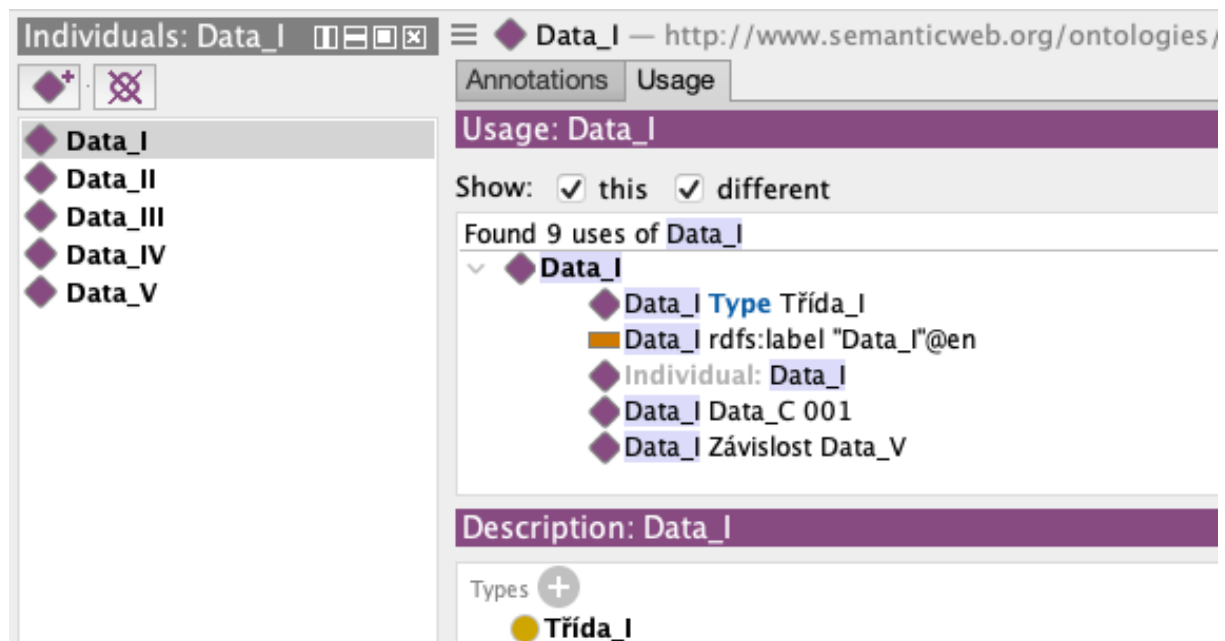 Individuals: Data_I
Data_I
Data_II
Data_III
Data_IV
Data_V
Data_I — http://www.semanticweb.org/ontologies/
Annotations Usage
Usage: Data_I
Show: this different
Found 9 uses of Data_I
Data_I
Data_I Type Třída_I
Data_I rdfs:label "Data_I"@en
Individual: Data_I
Data_I Data_C 001
Data_I Závislost Data_V
Description: Data_I
Types
Třída_I